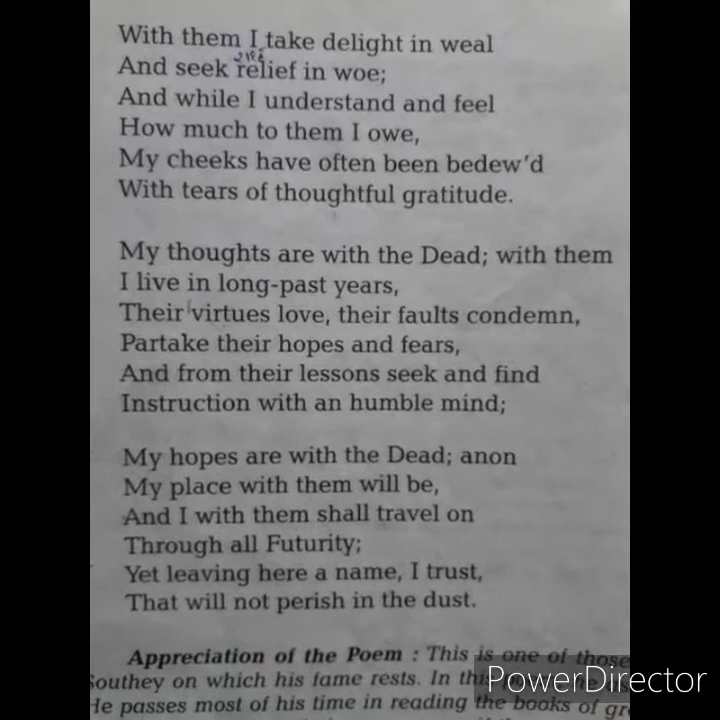 With them I take delight in weal
And seek relief in woe;
And while I understand and feel
How much to them I owe,
My cheeks have often been bedew'd
With tears of thoughtful gratitude.
My thoughts are with the Dead; with them
I live in long-past years,
Their virtues love, their faults condemn,
Partake their hopes and fears,
And from their lessons seek and find
Instruction with an humble mind;
My hopes are with the Dead; anon
My place with them will be,
And I with them shall travel on
Through all Futurity;
Yet leaving here a name, I trust,
That will not perish in the dust.
Appreciation of the Poem : This is one of those
Southey on which his fame rests. In
He passes most of his time in reading the books of
PowerDirector